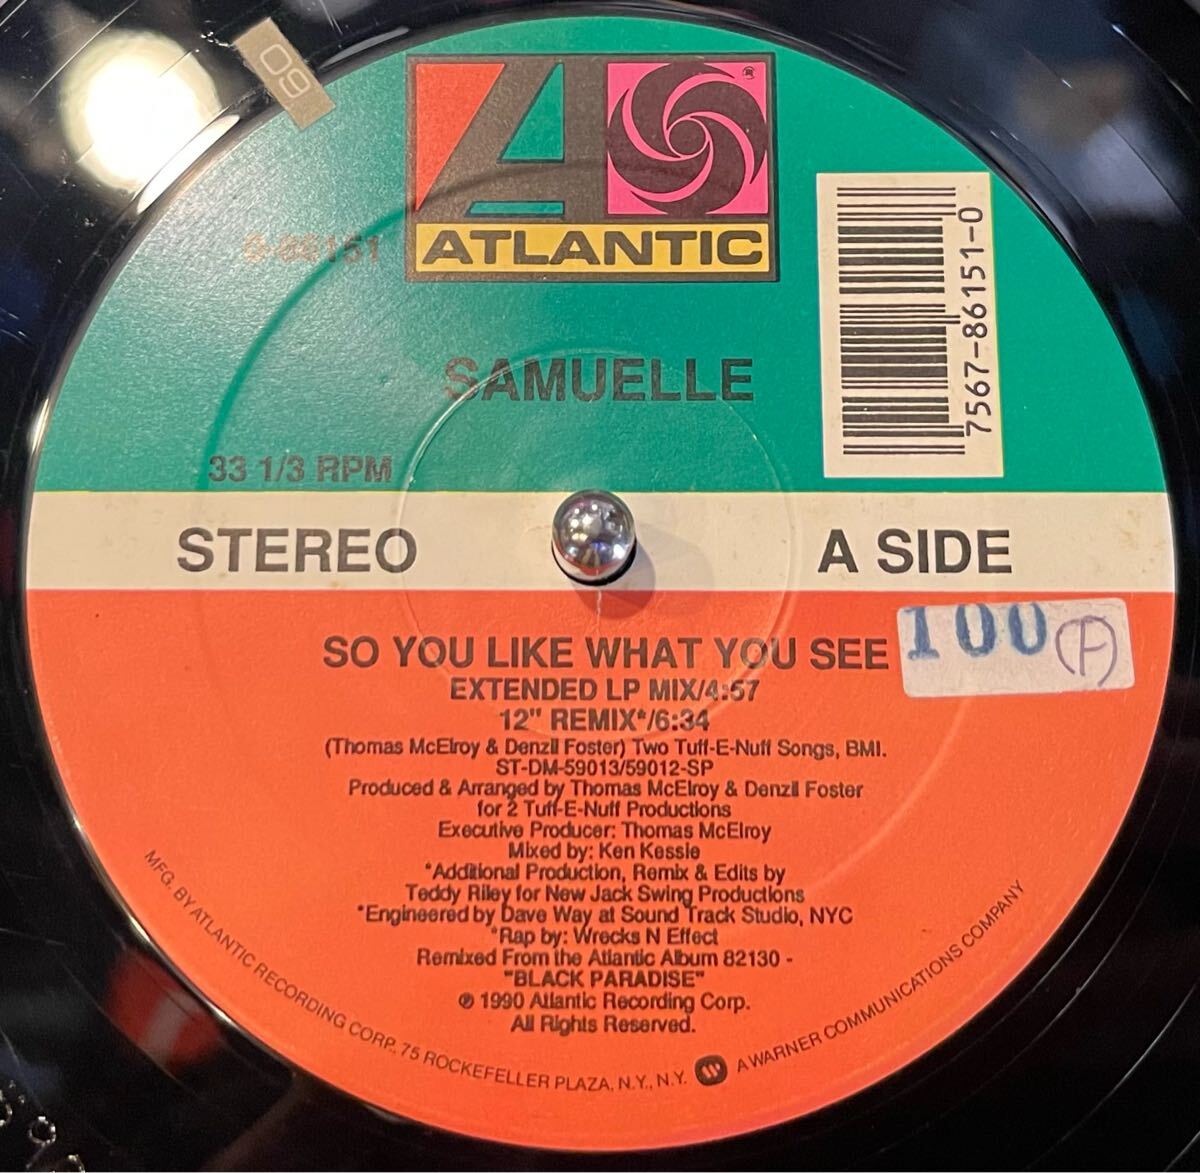 09
ATLANTIC
®
0-86151
7567-86151-0
SAMUELLE
33 1/3 RPM
STEREO
A SIDE
SO YOU LIKE WHAT YOU SEE
100 (F)
EXTENDED LP MIX/4:57
12" REMIX*/6:34
(Thomas McElroy & Denzil Foster) Two Tuff-E-Nuff Songs, BMI.
ST-DM-59013/59012-SP
Produced & Arranged by Thomas McElroy & Denzil Foster
for 2 Tuff-E-Nuff Productions
Executive Producer: Thomas McElroy
Mixed by: Ken Kessie
*Additional Production, Remix & Edits by
Teddy Riley for New Jack Swing Productions
*Engineered by Dave Way at Sound Track Studio, NYC
*Rap by: Wrecks N Effect
Remixed From the Atlantic Album 82130 -
"BLACK PARADISE"
℗ 1990 Atlantic Recording Corp.
All Rights Reserved.
MFG. BY ATLANTIC RECORDING CORP., 75 ROCKEFELLER PLAZA, N.Y., N.Y. A WARNER COMMUNICATIONS COMPANY